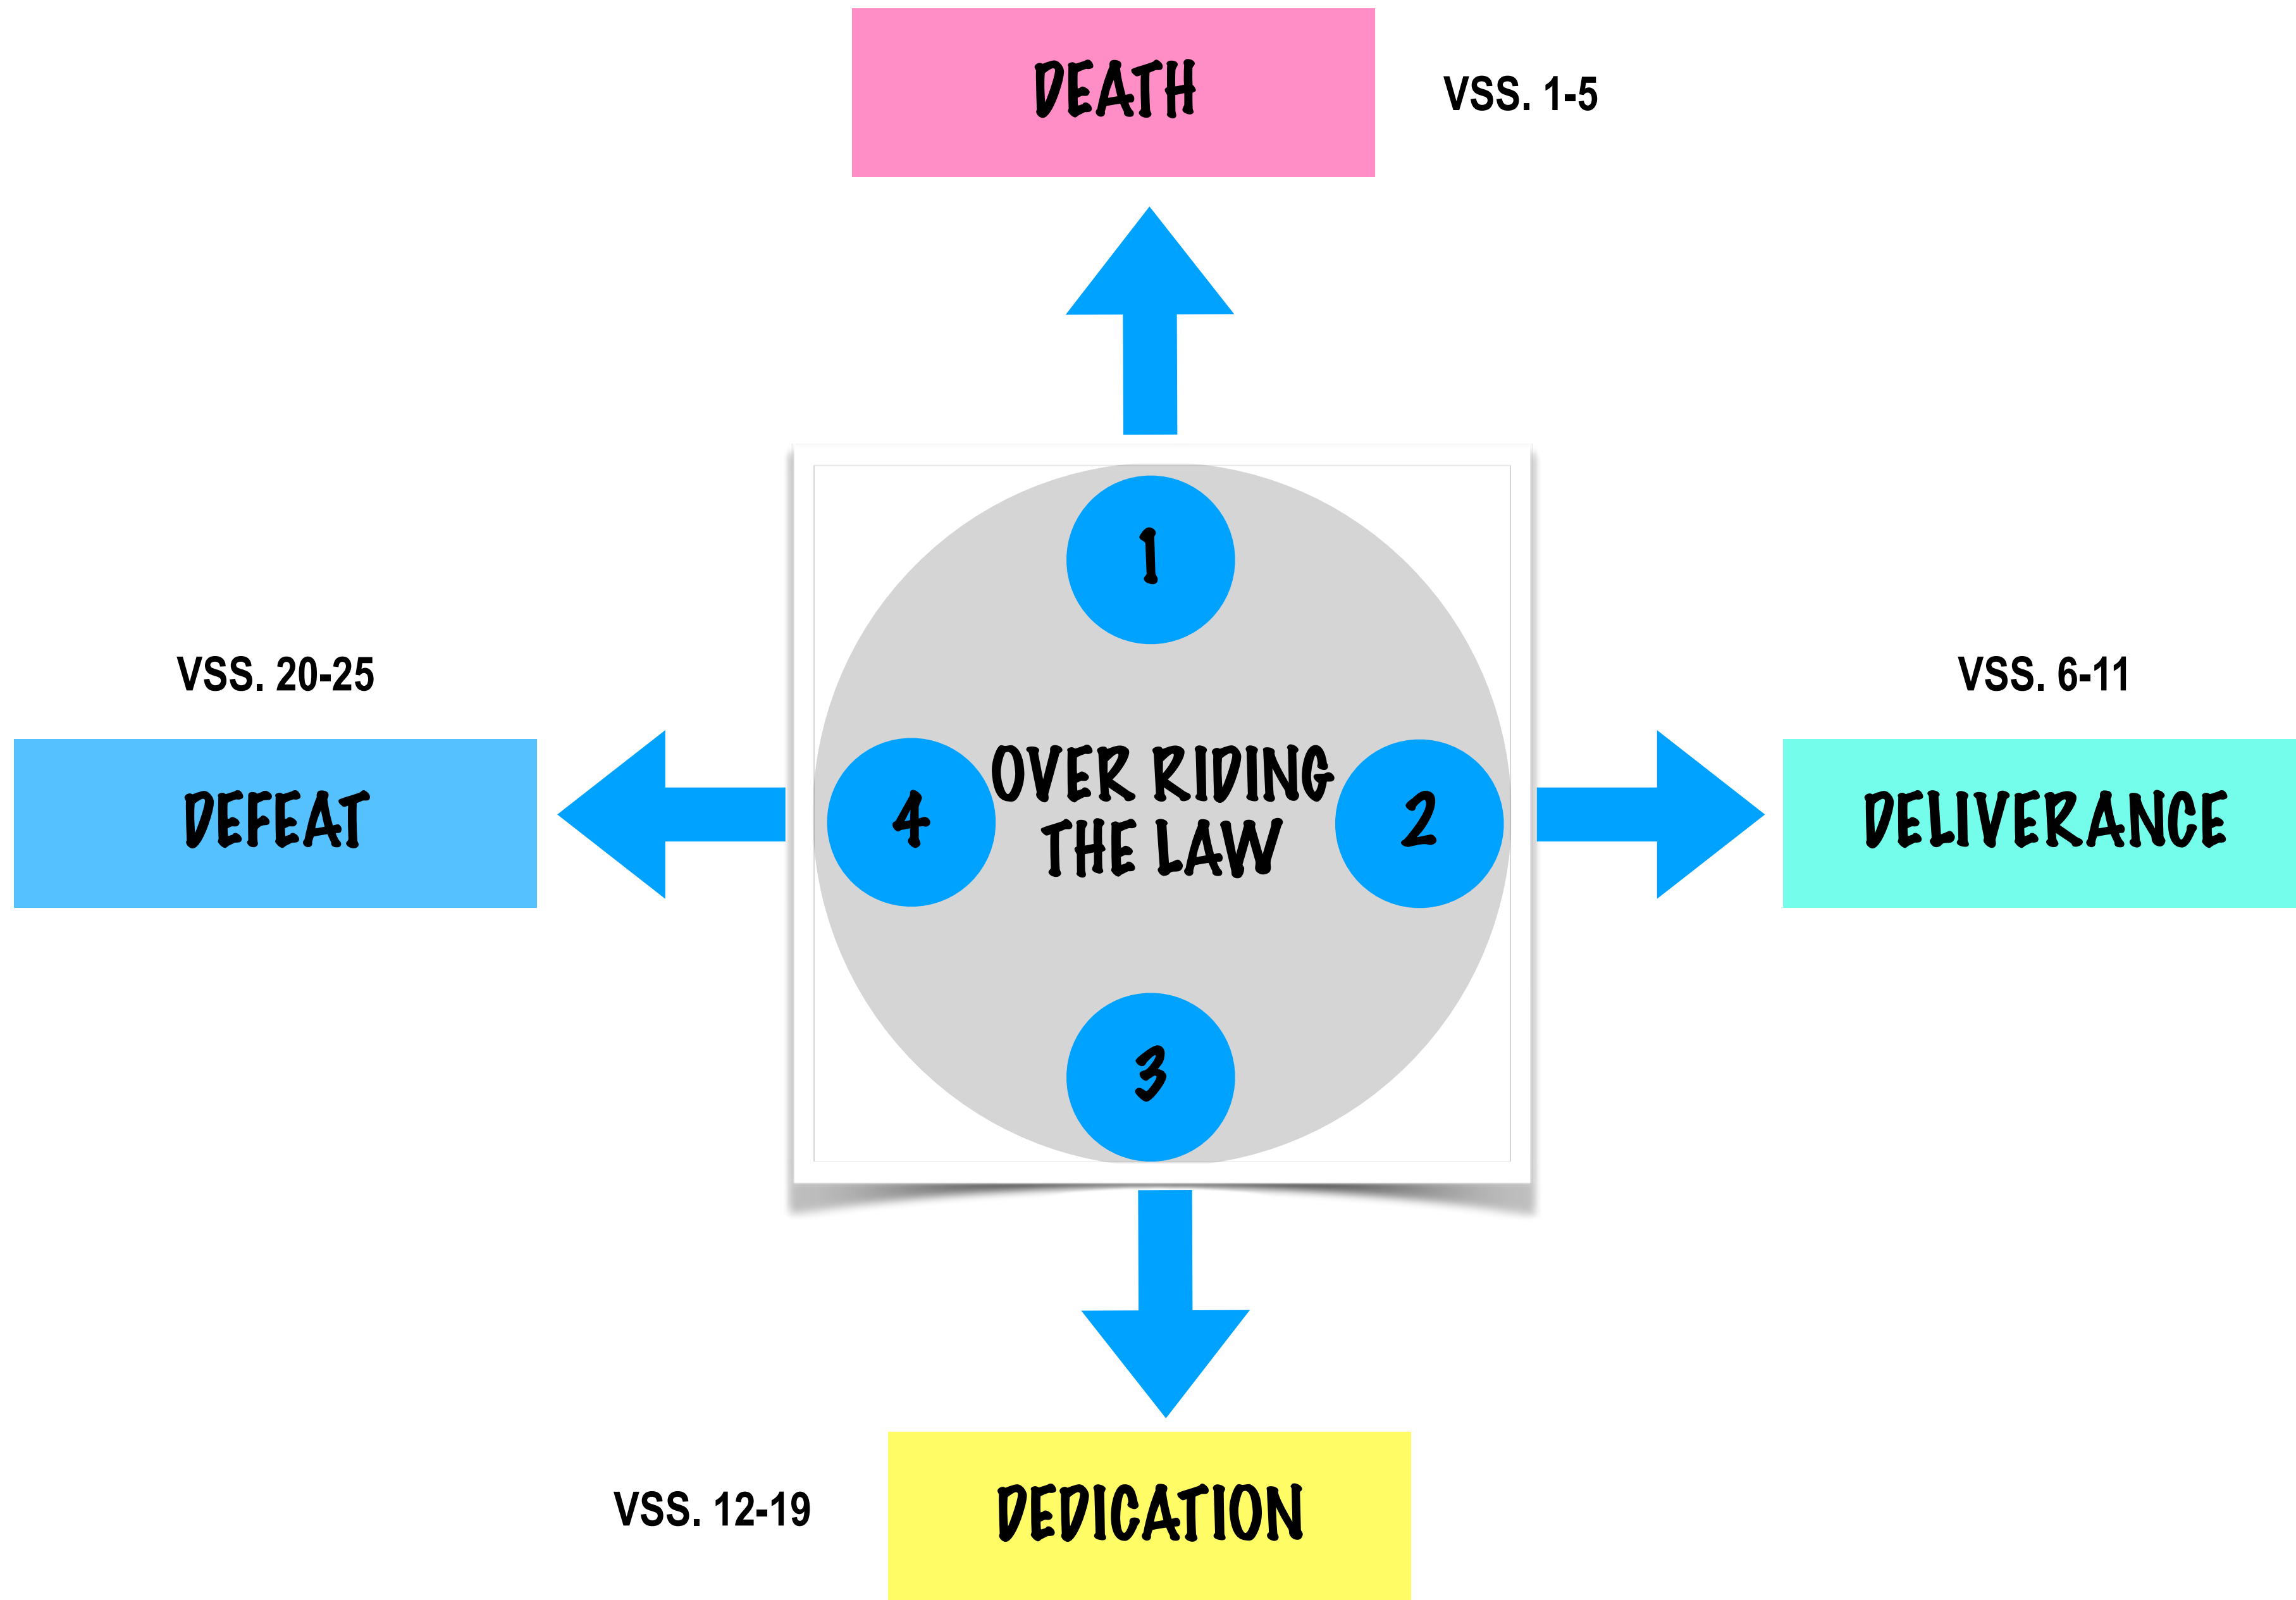 DEATH
VSS. 1-5
1
VSS. 20-25
VSS. 6-11
DEFEAT
4
OVER RIDING
THE LAW
2
DELIVERANCE
3
VSS. 12-19
DEDICATION